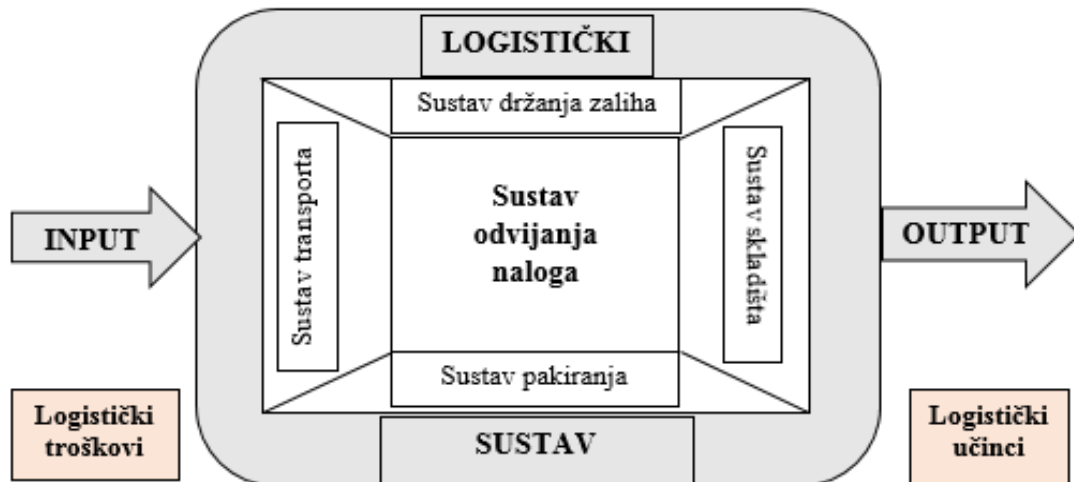 LOGISTIČKI
Sustav držanja zaliha
Sustav transporta
Sustav
odvijanja
naloga
Sustav skladišta
INPUT
OUTPUT
Sustav pakiranja
Logistički
troškovi
SUSTAV
Logistički
učinci